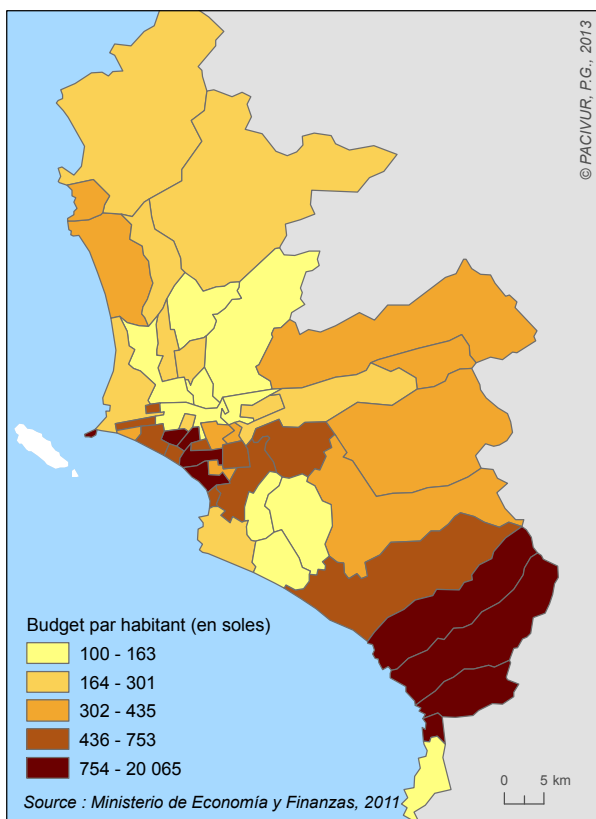 © PACIVUR, P.G., 2013
Budget par habitant (en soles)
100 - 163
164 - 301
302 - 435
436 - 753
754 - 20 065
0 5 km
Source : Ministerio de Economía y Finanzas, 2011